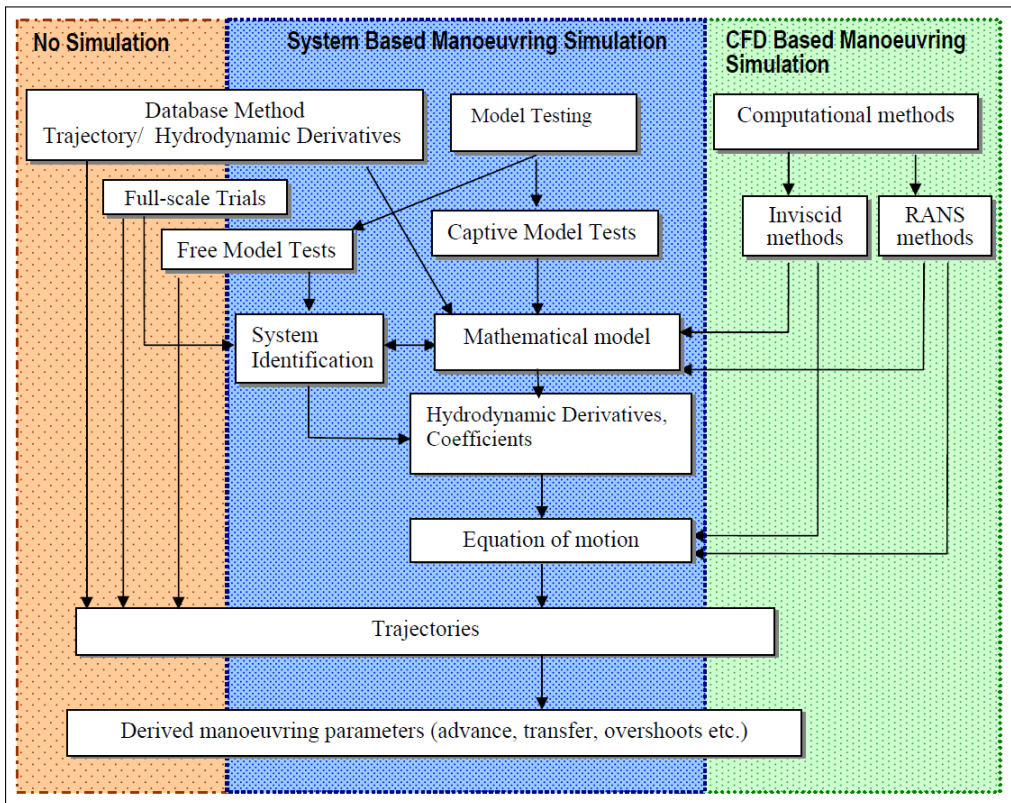 No Simulation
System Based Manoeuvring Simulation
CFD Based Manoeuvring
Simulation
Database Method
Trajectory/ Hydrodynamic Derivatives
Model Testing
Computational methods
Full-scale Trials
Free Model Tests
Captive Model Tests
Inviscid
methods
RANS
methods
System
Identification
Mathematical model
Hydrodynamic Derivatives,
Coefficients
Equation of motion
Trajectories
Derived manoeuvring parameters (advance, transfer, overshoots etc.)